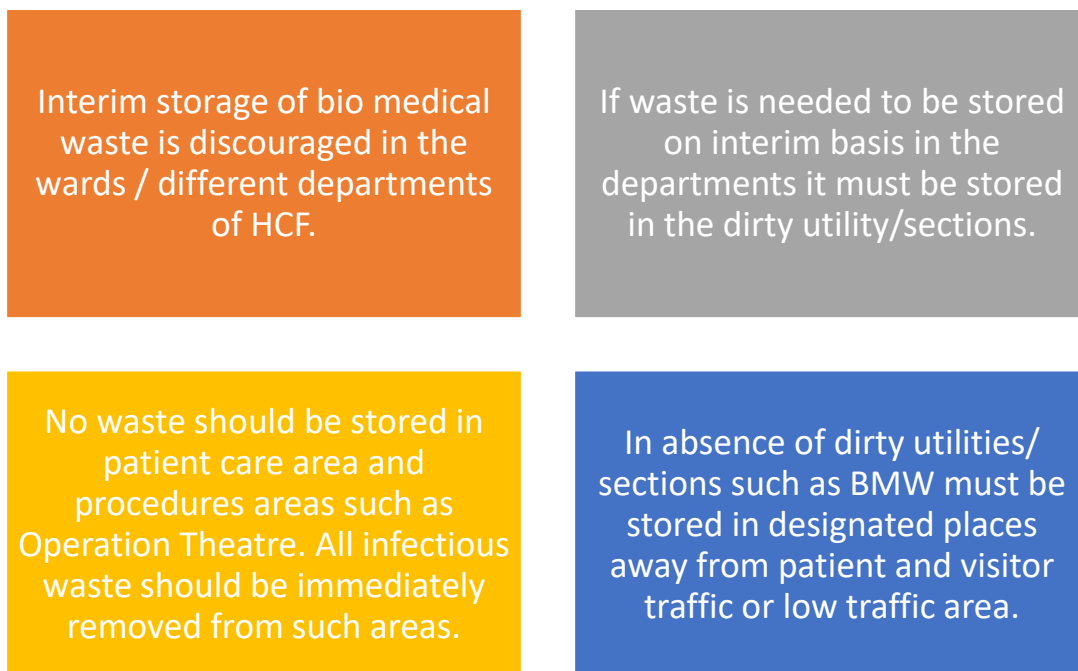 Interim storage of bio medical
waste is discouraged in the
wards / different departments
of HCF.
If waste is needed to be stored
on interim basis in the
departments it must be stored
in the dirty utility/sections.
No waste should be stored in
patient care area and
procedures areas such as
Operation Theatre. All infectious
waste should be immediately
removed from such areas.
In absence of dirty utilities/
sections such as BMW must be
stored in designated places
away from patient and visitor
traffic or low traffic area.